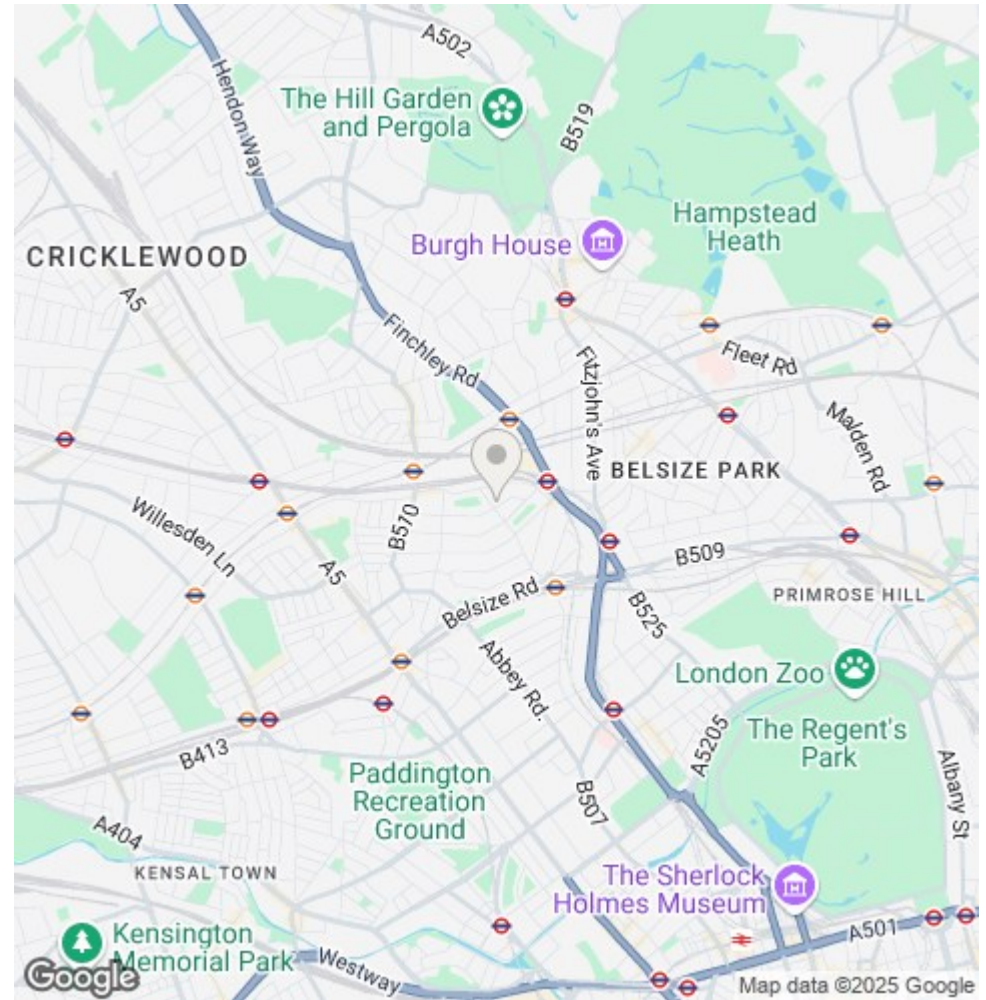 A502
Hendon Way
The Hill Garden
and Pergola
B519
Hampstead
Heath
Burgh House
CRICKLEWOOD
A5
Finchley Rd
Fitzjohn's Ave
Fleet Rd
Malden Rd
BELSIZE PARK
Willesden Ln
B510
A5
B509
Belsize Rd
B525
PRIMROSE HILL
Abbey Rd.
London Zoo
The Regent's
Park
A5205
B413
Albany St
Paddington
Recreation
Ground
B507
A404
KENSAL TOWN
The Sherlock
Holmes Museum
A501
Kensington
Memorial Park
Westway
Google
Map data ©2025 Google